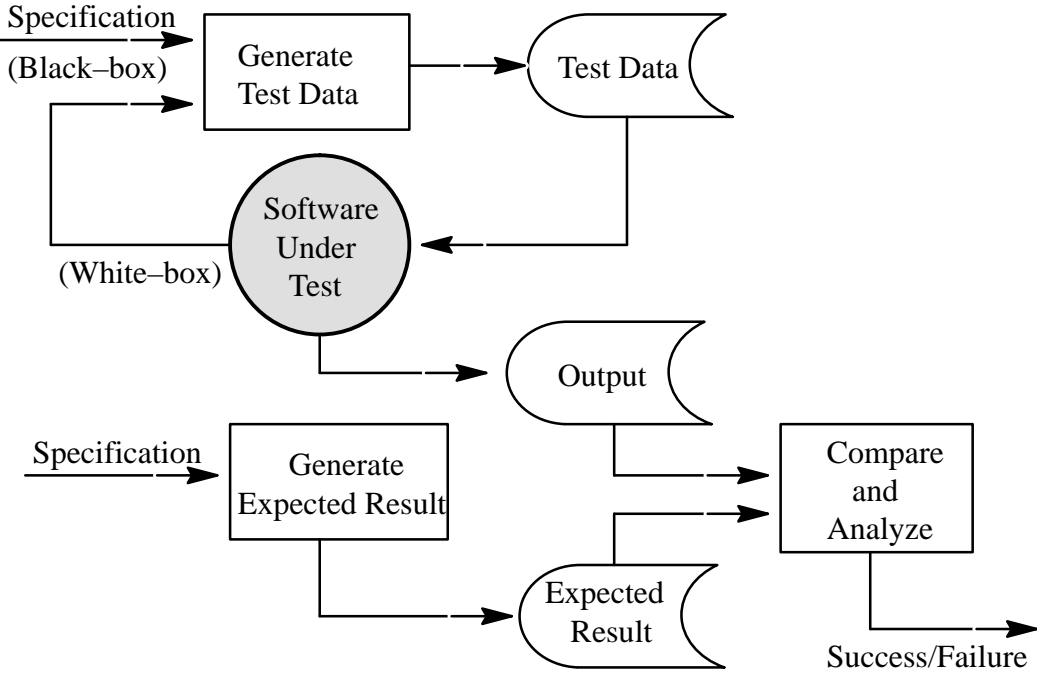 Specification
(Black–box)
Generate
Test Data
Test Data
Software
Under
Test
(White–box)
Output
Specification
Generate
Expected Result
Compare
and
Analyze
Expected
Result
Success/Failure